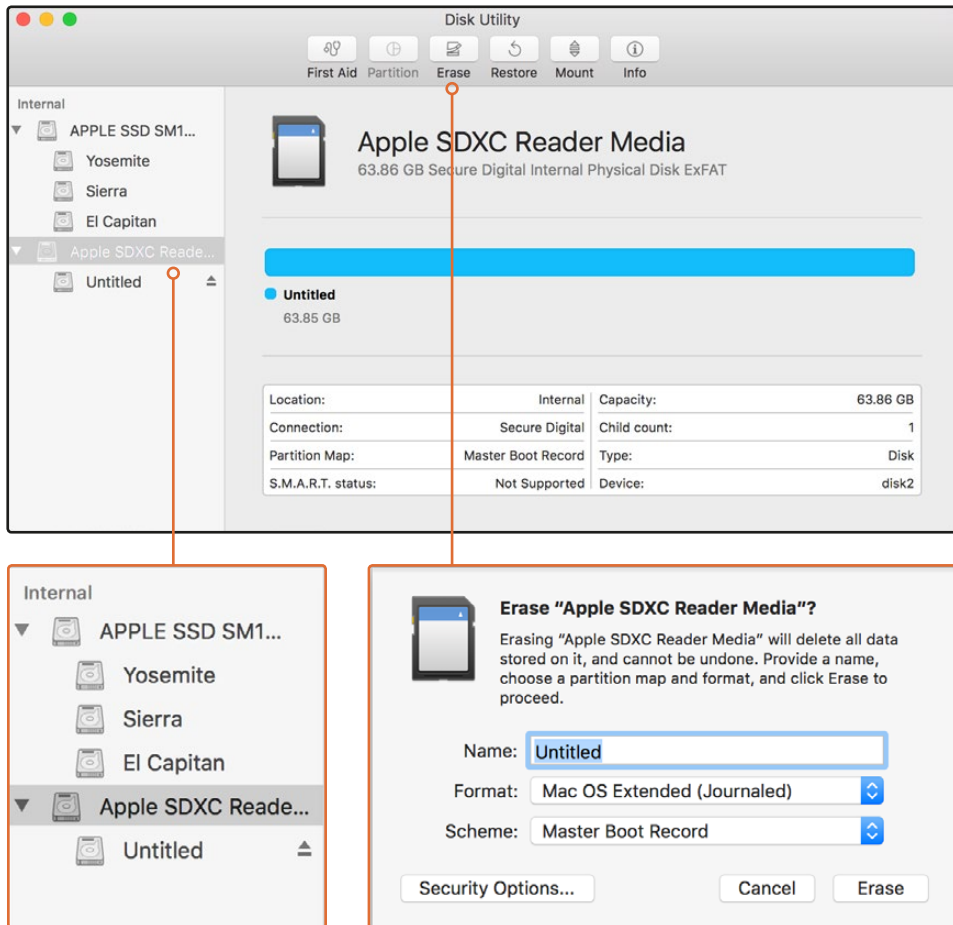 Disk Utility
First Aid Partition Erase Restore Mount Info
Internal
APPLE SSD SM1...
Yosemite
Sierra
El Capitan
Apple SDXC Reade...
Untitled
Apple SDXC Reader Media
63.86 GB Secure Digital Internal Physical Disk ExFAT
Untitled
63.85 GB
Location: Internal Capacity: 63.86 GB
Connection: Secure Digital Child count: 1
Partition Map: Master Boot Record Type: Disk
S.M.A.R.T. status: Not Supported Device: disk2
Internal
APPLE SSD SM1...
Yosemite
Sierra
El Capitan
Apple SDXC Reade...
Untitled
Erase “Apple SDXC Reader Media”?
Erasing “Apple SDXC Reader Media” will delete all data
stored on it, and cannot be undone. Provide a name,
choose a partition map and format, and click Erase to
proceed.
Name: Untitled
Format: Mac OS Extended (Journaled)
Scheme: Master Boot Record
Security Options... Cancel Erase